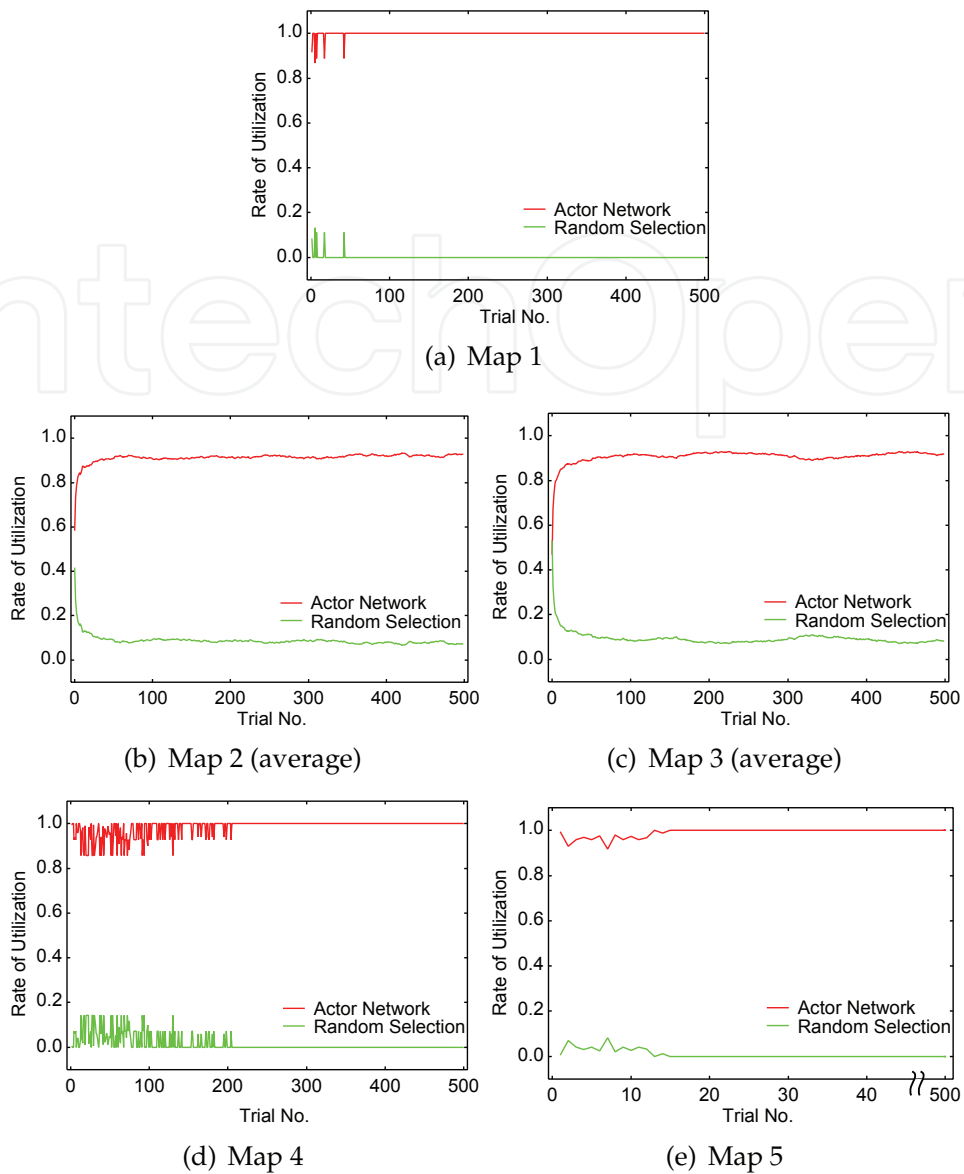 1.0
0.8
0.6
0.4
0.2
0.0
Rate of Utilization
Actor Network
Random Selection
0 100 200 300 400 500
Trial No.
(a) Map 1
ntechOper
1.0
0.8
0.6
0.4
0.2
0.0
Rate of Utilization
Actor Network
Random Selection
0 100 200 300 400 500
Trial No.
(b) Map 2 (average)
1.0
0.8
0.6
0.4
0.2
0.0
Rate of Utilization
Actor Network
Random Selection
0 100 200 300 400 500
Trial No.
(c) Map 3 (average)
1.0
0.8
0.6
0.4
0.2
0.0
Rate of Utilization
Actor Network
Random Selection
0 100 200 300 400 500
Trial No.
(d) Map 4
1.0
0.8
0.6
0.4
0.2
0.0
Rate of Utilization
Actor Network
Random Selection
0 10 20 30 40 500
Trial No.
(e) Map 5